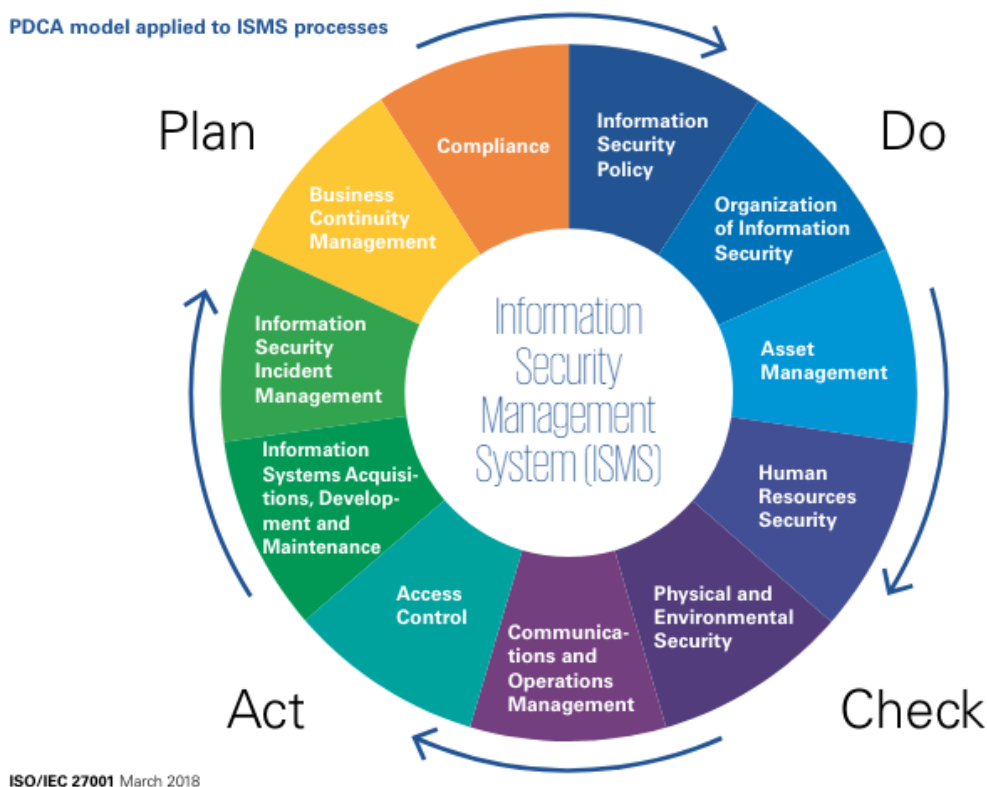 PDCA model applied to ISMS processes
Plan
Do
Compliance
Information
Security
Policy
Organization
of Information
Security
Asset
Management
Human
Resources
Security
Physical and
Environmental
Security
Communica-
tions and
Operations
Management
Access
Control
Information
Systems Acquisi-
tions, Develop-
ment and
Maintenance
Information
Security
Incident
Management
Business
Continuity
Management
Information
Security
Management
System (ISMS)
Act
Check
ISO/IEC 27001 March 2018